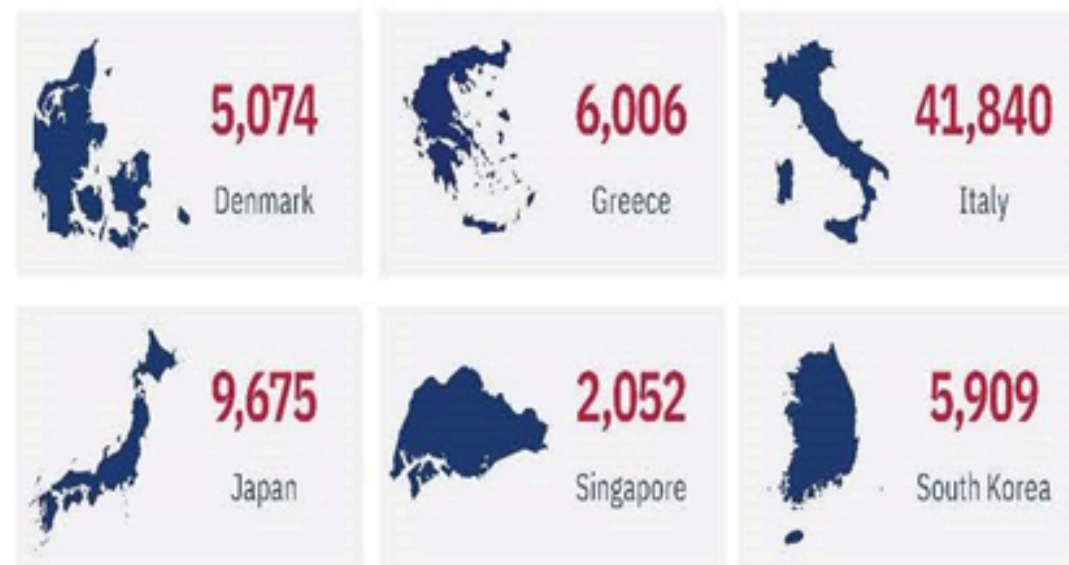 5,074
Denmark
6,006
Greece
41,840
Italy
9,675
Japan
2,052
Singapore
5,909
South Korea